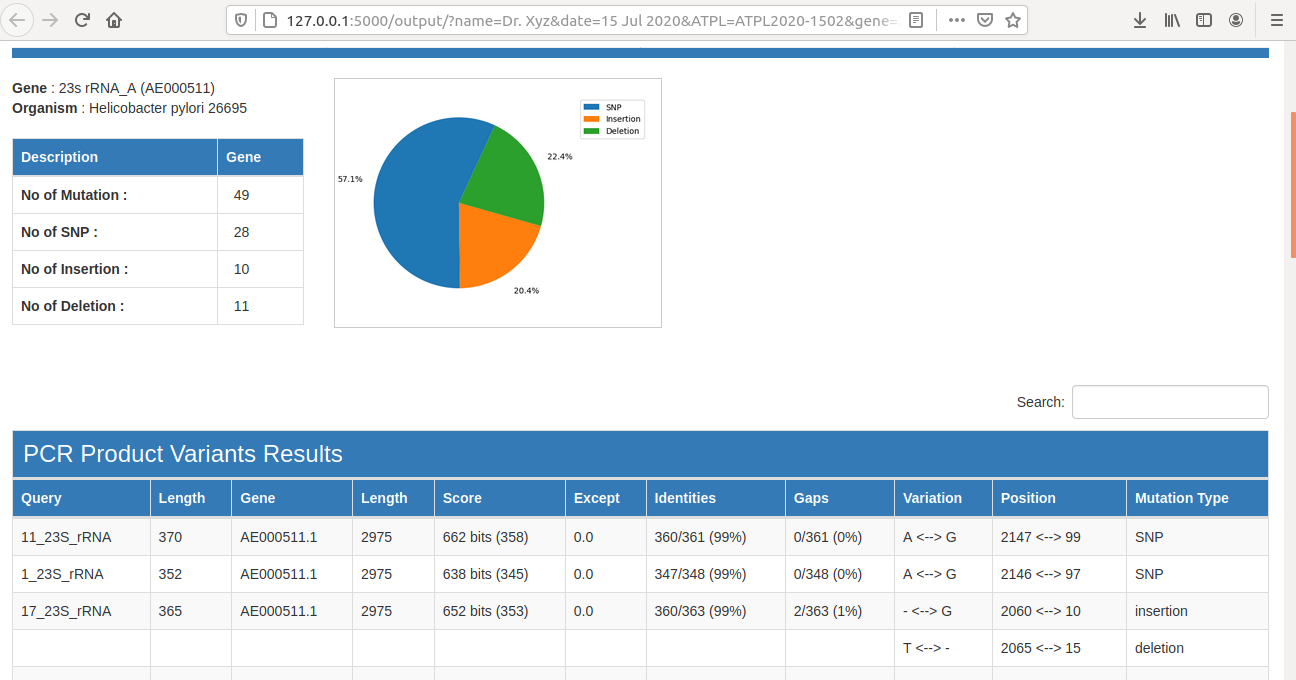 127.0.0.1:5000/output/?name=Dr. Xyz&date=15 Jul 2020&ATPL=ATPL2020-1502&gene=
Gene : 23s rRNA_A (AE000511)
Organism : Helicobacter pylori 26695
Description Gene
No of Mutation : 49
No of SNP : 28
No of Insertion : 10
No of Deletion : 11
SNP
Insertion
Deletion
22.4%
57.1%
20.4%
Search:
PCR Product Variants Results
Query Length Gene Length Score Except Identities Gaps Variation Position Mutation Type
11_23S_rRNA 370 AE000511.1 2975 662 bits (358) 0.0 360/361 (99%) 0/361 (0%) A <--> G 2147 <--> 99 SNP
1_23S_rRNA 352 AE000511.1 2975 638 bits (345) 0.0 347/348 (99%) 0/348 (0%) A <--> G 2146 <--> 97 SNP
17_23S_rRNA 365 AE000511.1 2975 652 bits (353) 0.0 360/363 (99%) 2/363 (1%) - <--> G 2060 <--> 10 insertion
T <--> - 2065 <--> 15 deletion